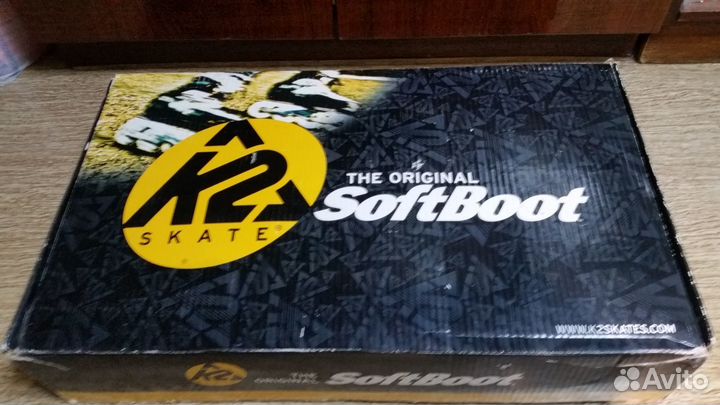 K2
SKATE
THE ORIGINAL
SoftBoot
WWW.K2SKATES.COM
K2
THE
ORIGINAL
SoftBoot
Avito